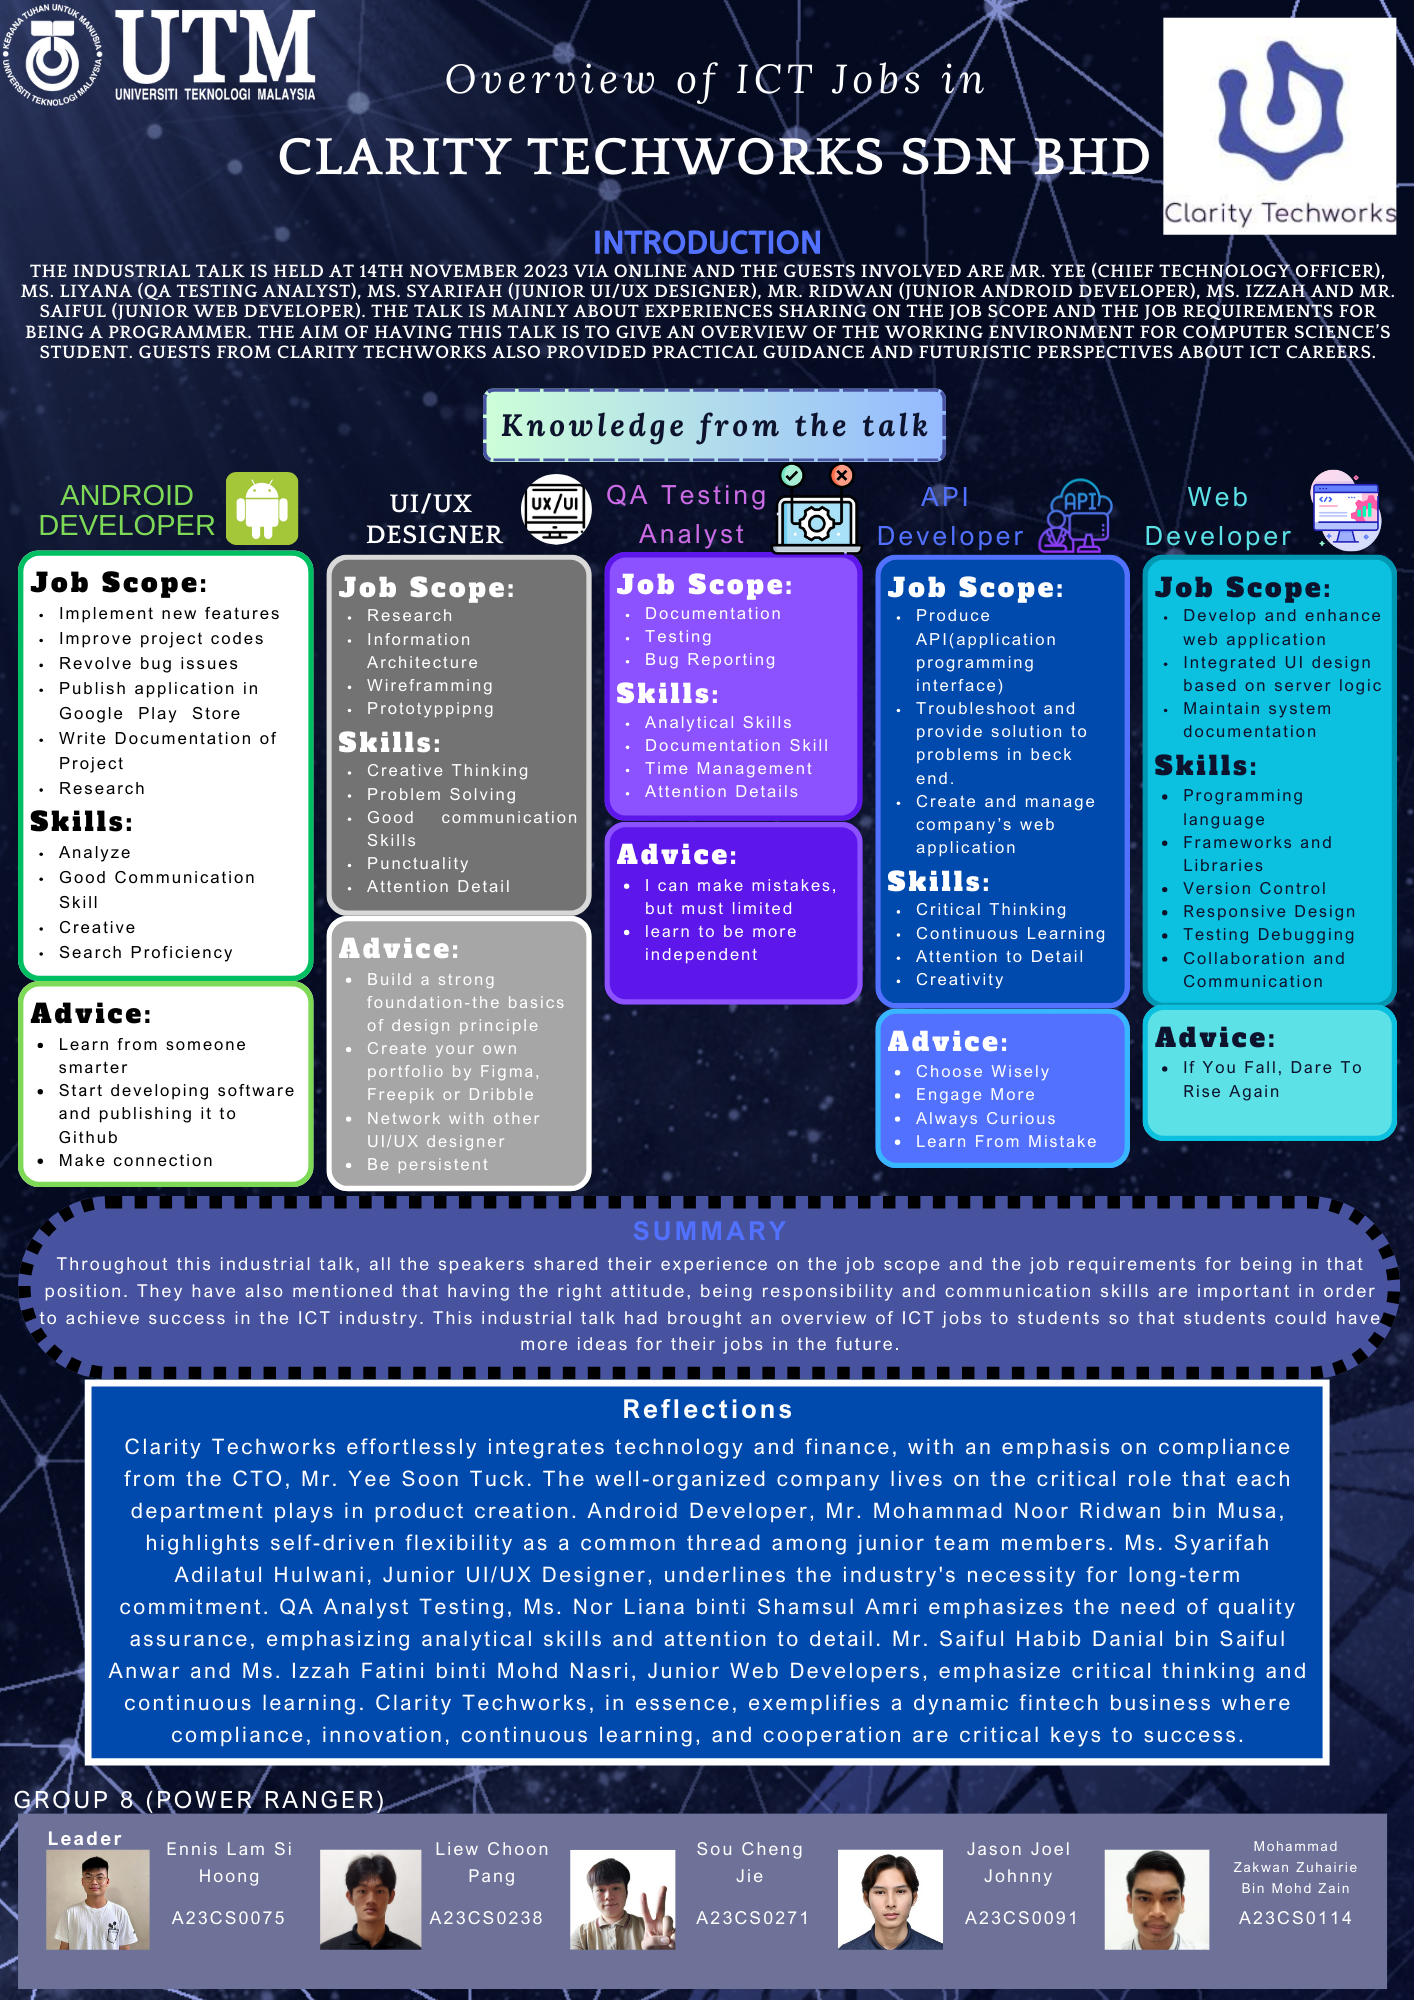 KERANA TUHAN UNTUK MANUSIA
UNIVERSITI TEKNOLOGI MALAYSIA
UTM
UNIVERSITI TEKNOLOGI MALAYSIA
Overview of ICT Jobs in
CLARITY TECHWORKS SDN BHD
Clarity Techworks
INTRODUCTION
THE INDUSTRIAL TALK IS HELD AT 14TH NOVEMBER 2023 VIA ONLINE AND THE GUESTS INVOLVED ARE MR. YEE (CHIEF TECHNOLOGY OFFICER),
MS. LIYANA (QA TESTING ANALYST), MS. SYARIFAH (JUNIOR UI/UX DESIGNER), MR. RIDWAN (JUNIOR ANDROID DEVELOPER), MS. IZZAH AND MR.
SAIFUL (JUNIOR WEB DEVELOPER). THE TALK IS MAINLY ABOUT EXPERIENCES SHARING ON THE JOB SCOPE AND THE JOB REQUIREMENTS FOR
BEING A PROGRAMMER. THE AIM OF HAVING THIS TALK IS TO GIVE AN OVERVIEW OF THE WORKING ENVIRONMENT FOR COMPUTER SCIENCE'S
STUDENT. GUESTS FROM CLARITY TECHWORKS ALSO PROVIDED PRACTICAL GUIDANCE AND FUTURISTIC PERSPECTIVES ABOUT ICT CAREERS.
Knowledge from the talk
ANDROID
DEVELOPER
Job Scope:
• Implement new features
• Improve project codes
• Revolve bug issues
• Publish application in
Google Play Store
• Write Documentation of
Project
• Research
Skills:
• Analyze
• Good Communication
Skill
• Creative
• Search Proficiency
Advice:
• Learn from someone
smarter
• Start developing software
and publishing it to
Github
• Make connection
UI/UX
DESIGNER
UX/UI
Job Scope:
• Research
• Information
Architecture
• Wireframming
• Prototyppipng
Skills:
• Creative Thinking
• Problem Solving
• Good communication
Skills
• Punctuality
• Attention Detail
Advice:
• Build a strong
foundation-the basics
of design principle
• Create your own
portfolio by Figma,
Freepik or Dribble
• Network with other
UI/UX designer
• Be persistent
QA Testing
Analyst
Job Scope:
• Documentation
• Testing
• Bug Reporting
Skills:
• Analytical Skills
• Documentation Skill
• Time Management
• Attention Details
Advice:
• I can make mistakes,
but must limited
• learn to be more
independent
API
Developer
API
Job Scope:
• Produce
API(application
programming
interface)
• Troubleshoot and
provide solution to
problems in beck
end.
• Create and manage
company's web
application
Skills:
• Critical Thinking
• Continuous Learning
• Attention to Detail
• Creativity
Advice:
• Choose Wisely
• Engage More
• Always Curious
• Learn From Mistake
Web
Developer
Job Scope:
• Develop and enhance
web application
• Integrated UI design
based on server logic
• Maintain system
documentation
Skills:
• Programming
language
• Frameworks and
Libraries
• Version Control
• Responsive Design
• Testing Debugging
• Collaboration and
Communication
Advice:
• If You Fall, Dare To
Rise Again
SUMMARY
Throughout this industrial talk, all the speakers shared their experience on the job scope and the job requirements for being in that
position. They have also mentioned that having the right attitude, being responsibility and communication skills are important in order
to achieve success in the ICT industry. This industrial talk had brought an overview of ICT jobs to students so that students could have
more ideas for their jobs in the future.
Reflections
Clarity Techworks effortlessly integrates technology and finance, with an emphasis on compliance
from the CTO, Mr. Yee Soon Tuck. The well-organized company lives on the critical role that each
department plays in product creation. Android Developer, Mr. Mohammad Noor Ridwan bin Musa,
highlights self-driven flexibility as a common thread among junior team members. Ms. Syarifah
Adilatul Hulwani, Junior UI/UX Designer, underlines the industry's necessity for long-term
commitment. QA Analyst Testing, Ms. Nor Liana binti Shamsul Amri emphasizes the need of quality
assurance, emphasizing analytical skills and attention to detail. Mr. Saiful Habib Danial bin Saiful
Anwar and Ms. Izzah Fatini binti Mohd Nasri, Junior Web Developers, emphasize critical thinking and
continuous learning. Clarity Techworks, in essence, exemplifies a dynamic fintech business where
compliance, innovation, continuous learning, and cooperation are critical keys to success.
GROUP 8 (POWER RANGER)
Leader
Ennis Lam Si
Hoong
A23CS0075
Liew Choon
Pang
A23CS0238
Sou Cheng
Jie
A23CS0271
Jason Joel
Johnny
A23CS0091
Mohammad
Zakwan Zuhairie
Bin Mohd Zain
A23CS0114